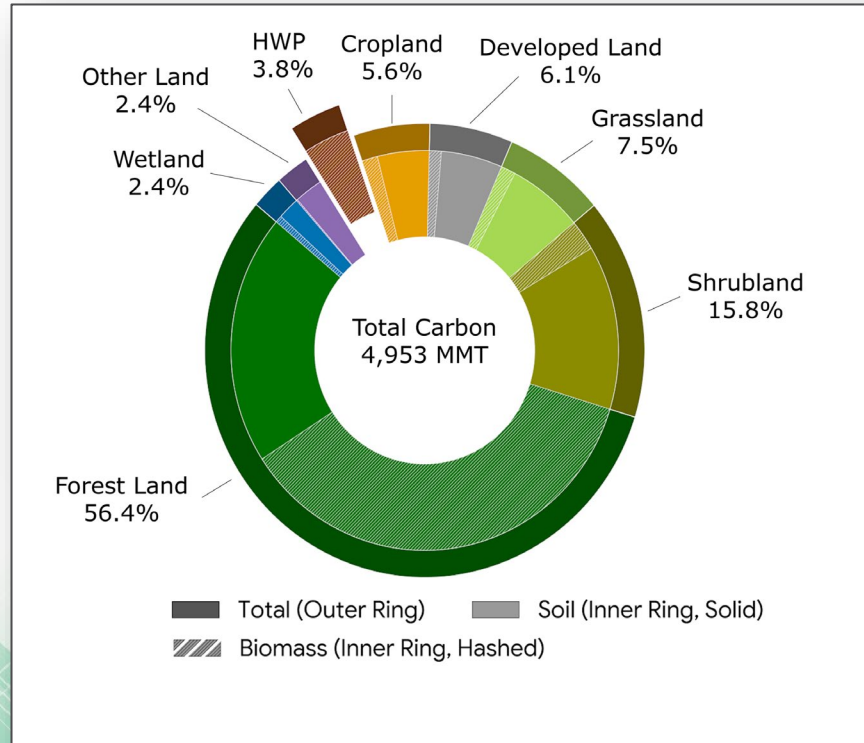 HWP
3.8%
Cropland
5.6%
Developed Land
6.1%
Other Land
2.4%
Grassland
7.5%
Wetland
2.4%
Shrubland
15.8%
Total Carbon
4,953 MMT
Forest Land
56.4%
Total (Outer Ring)
Soil (Inner Ring, Solid)
Biomass (Inner Ring, Hashed)